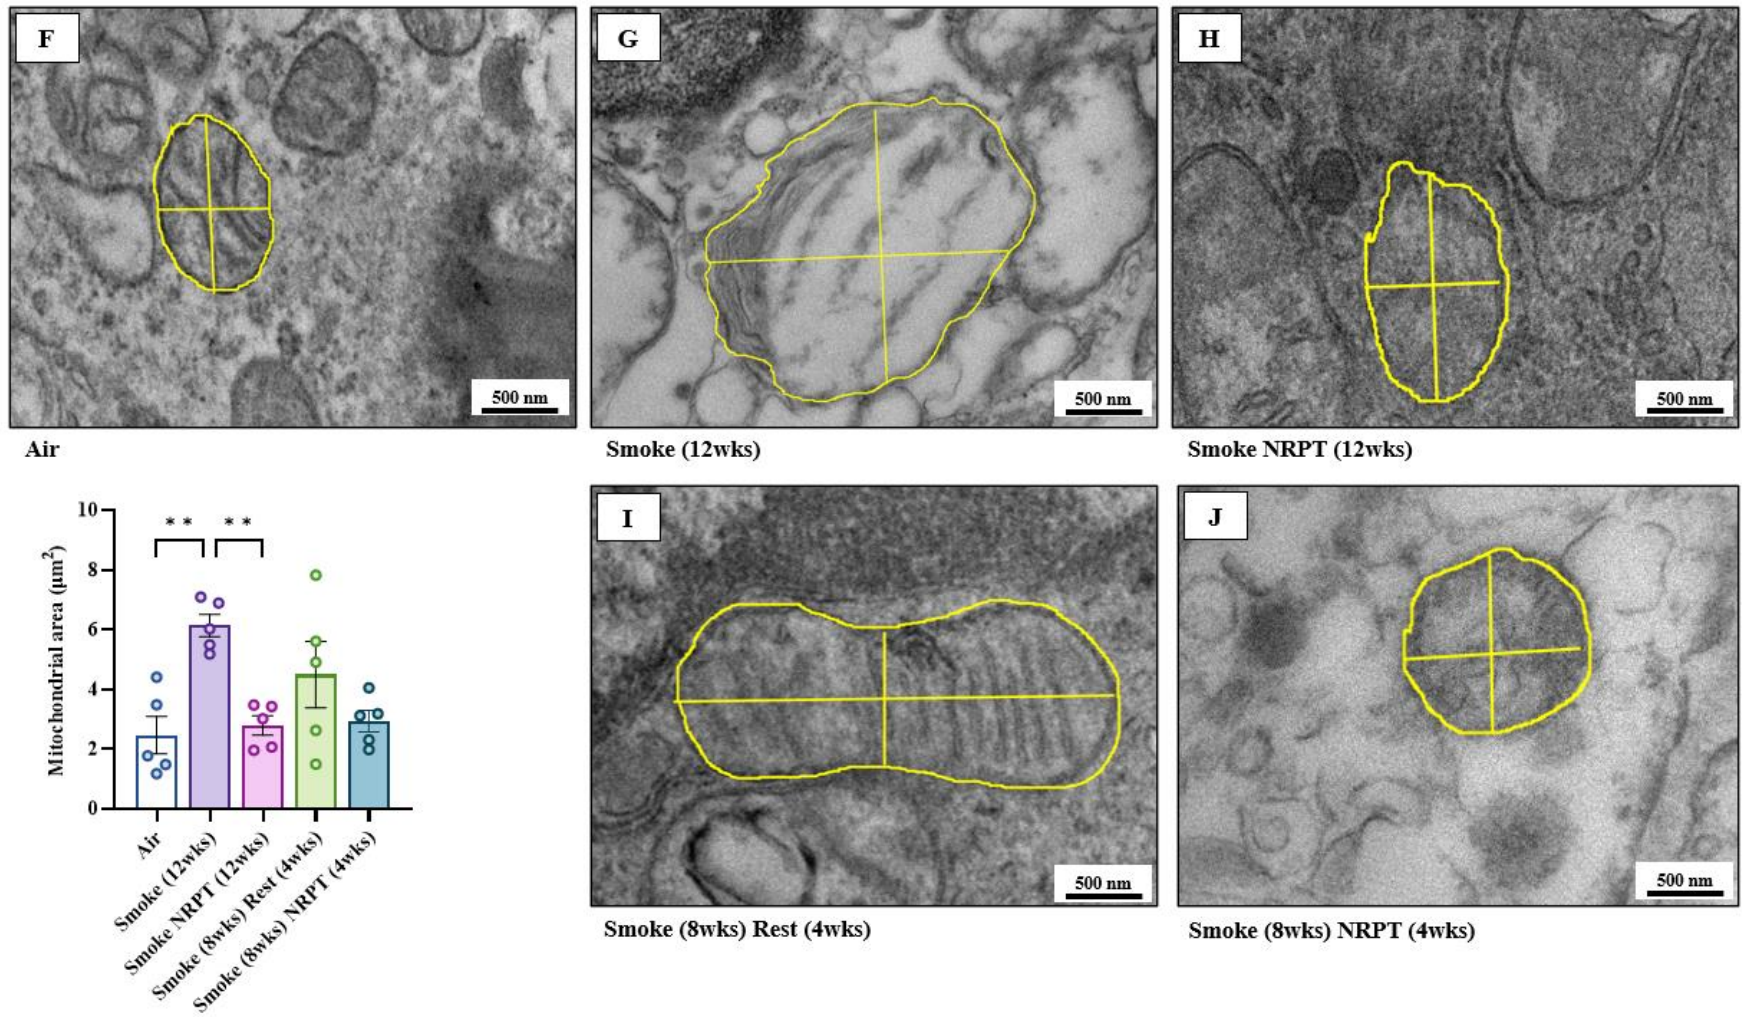 F
G
H
500 nm
500 nm
500 nm
Air
Smoke (12wks)
Smoke NRPT (12wks)
10
8
6
4
2
0
Mitochondrial area (μm²)
* *
* *
Air
Smoke (12wks)
Smoke NRPT (12wks)
Smoke (8wks) Rest (4wks)
Smoke (8wks) NRPT (4wks)
I
J
500 nm
500 nm
Smoke (8wks) Rest (4wks)
Smoke (8wks) NRPT (4wks)